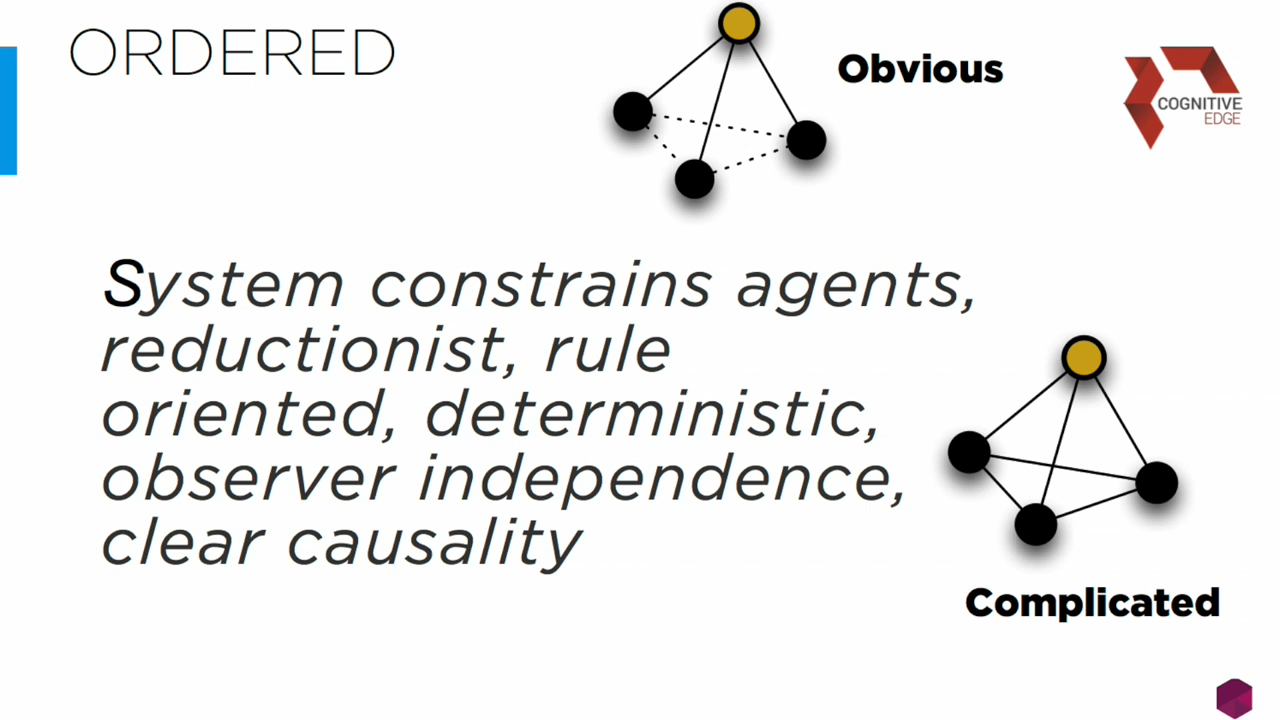 ORDERED
Obvious
COGNITIVE
EDGE
System constrains agents,
reductionist, rule
oriented, deterministic,
observer independence,
clear causality
Complicated